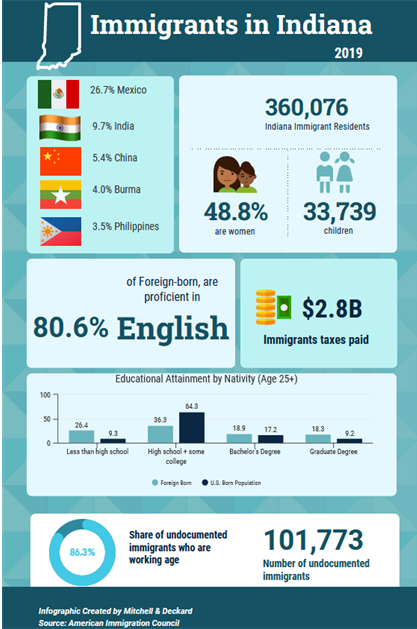 Immigrants in Indiana
2019
26.7% Mexico
9.7% India
5.4% China
4.0% Burma
3.5% Philippines
360,076
Indiana Immigrant Residents
48.8%
are women
33,739
children
of Foreign-born, are
proficient in
80.6% English
$2.8B
Immigrants taxes paid
Educational Attainment by Nativity (Age 25+)
100
50
0
26.4
9.3
36.3
64.3
18.9
17.2
18.3
9.2
Less than high school
High school + some
college
Bachelor's Degree
Graduate Degree
Foreign Born
U.S. Born Population
86.3%
Share of undocumented
immigrants who are
working age
101,773
Number of undocumented
immigrants
Infographic Created by Mitchell & Deckard
Source: American Immigration Council